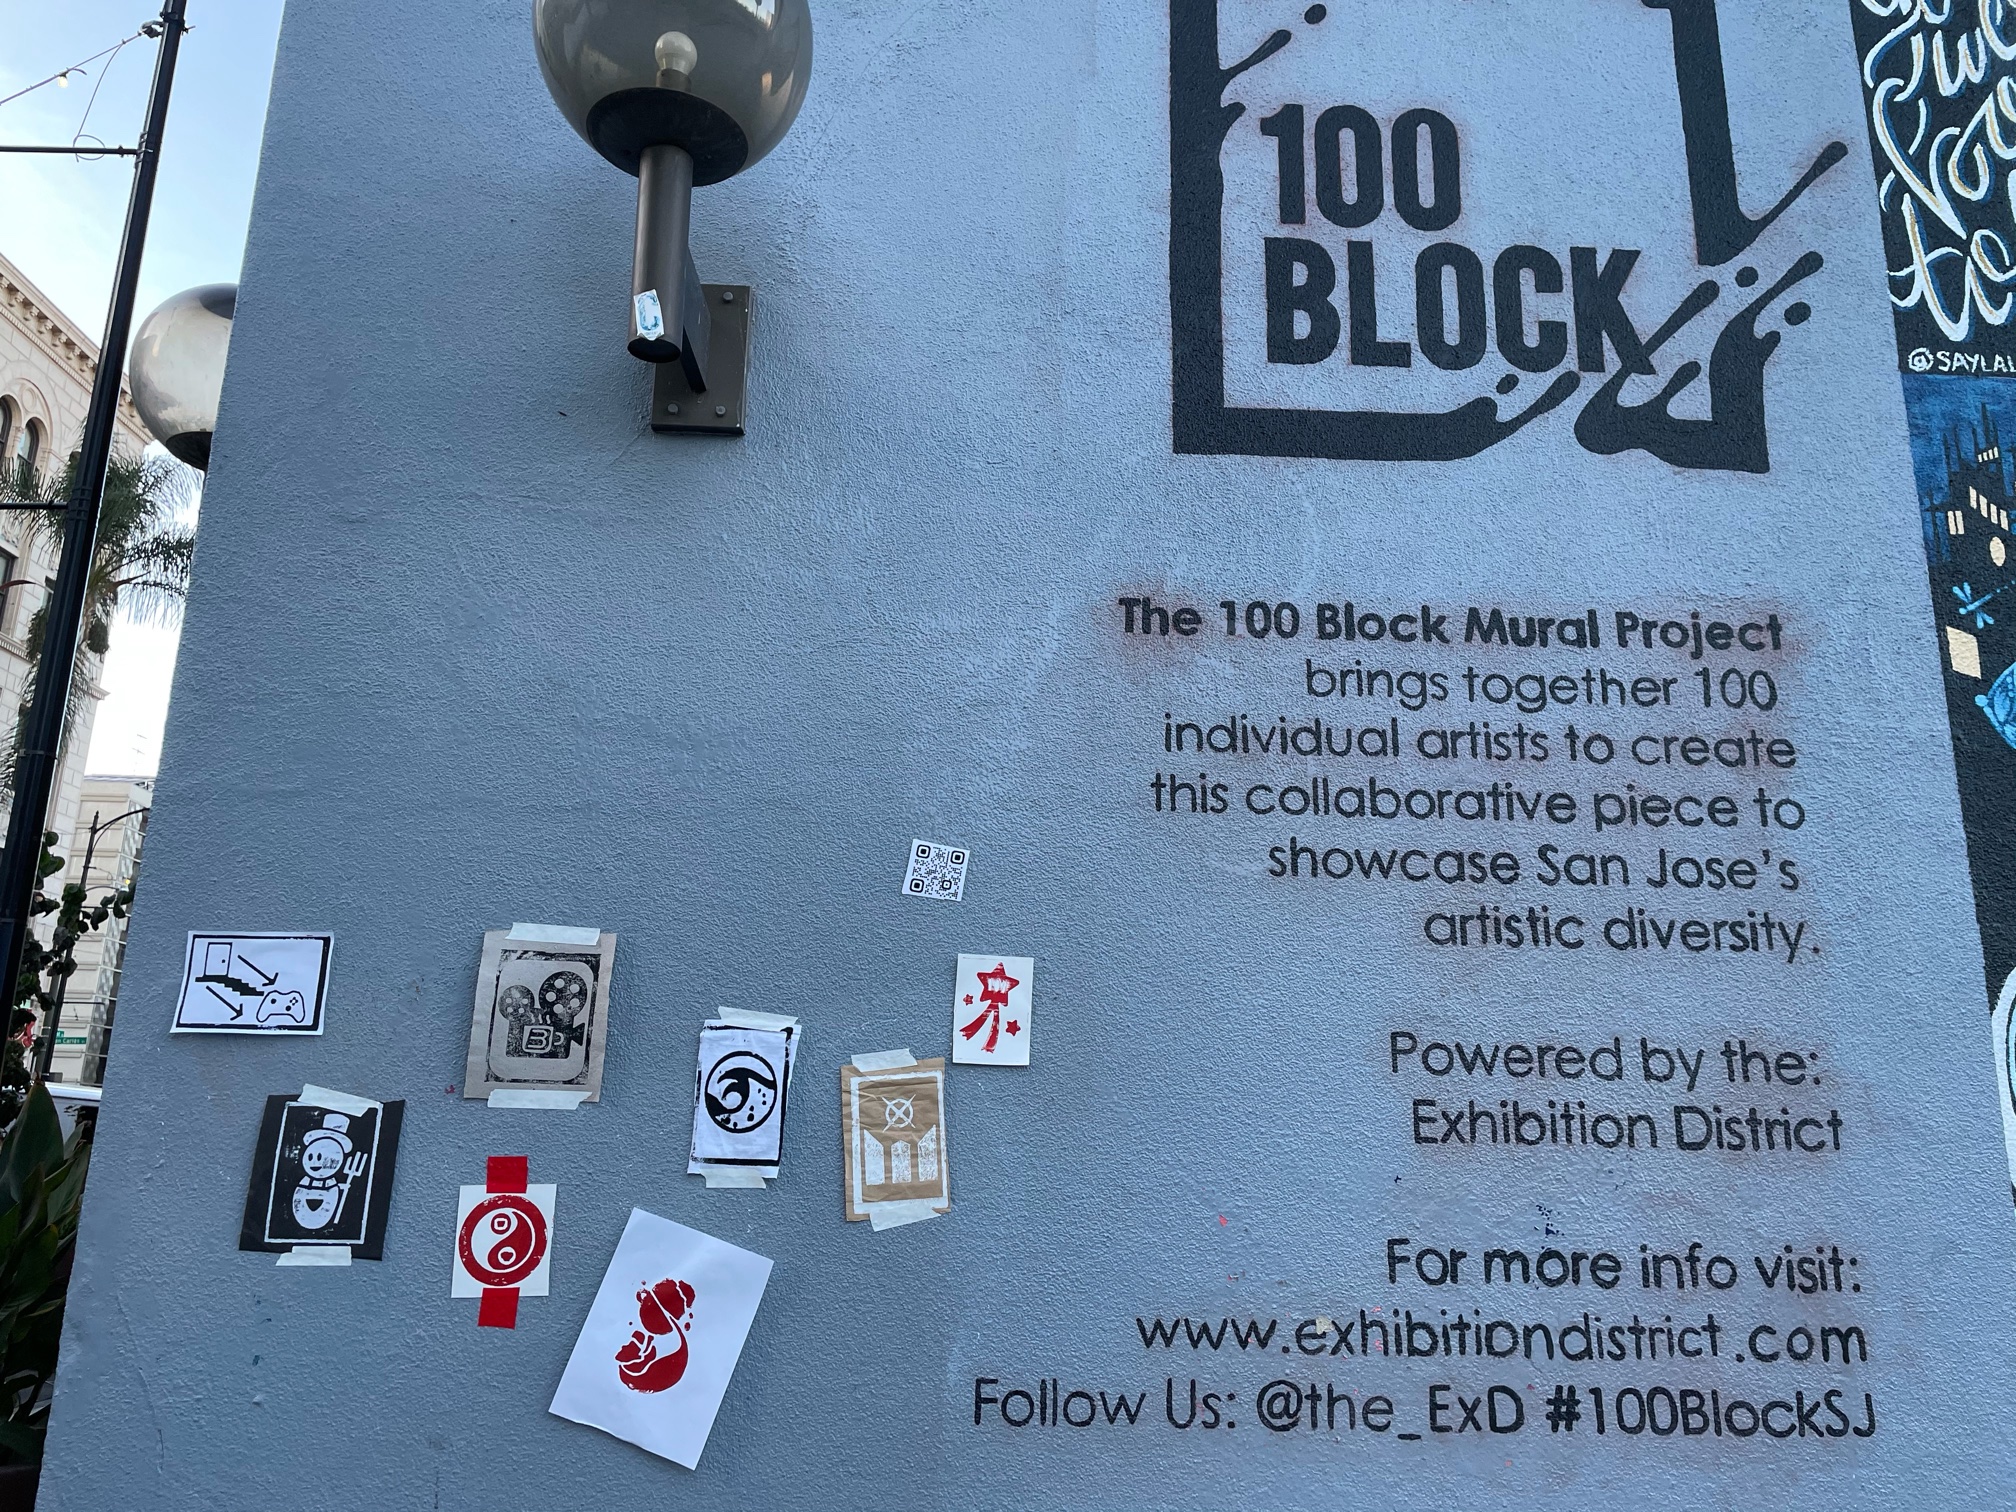 100
BLOCK
@SAYLAL
The 100 Block Mural Project
brings together 100
individual artists to create
this collaborative piece to
showcase San Jose's
artistic diversity.
Powered by the:
Exhibition District
For more info visit:
www.exhibitiondistrict.com
Follow Us: @the_ExD #100BlockSJ